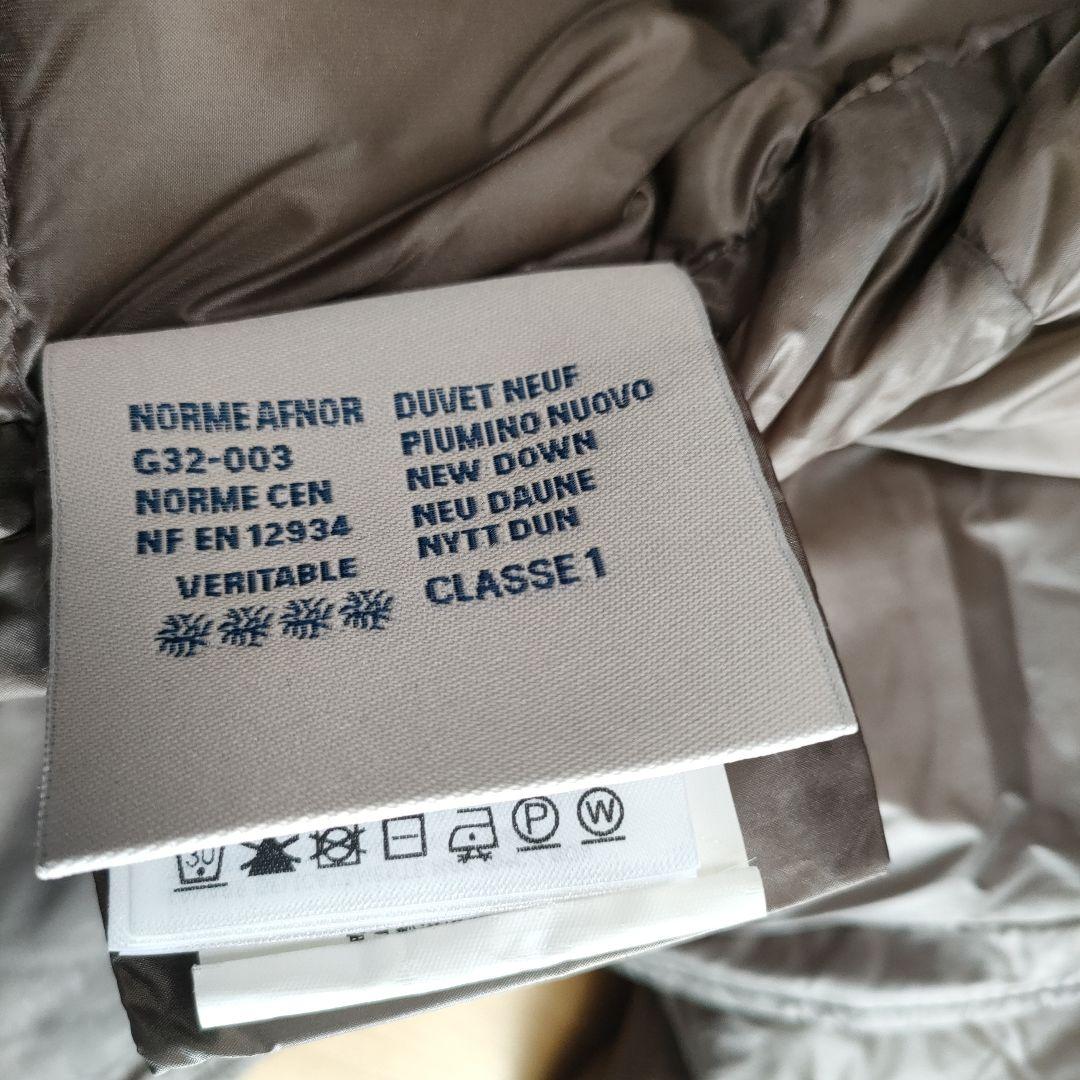 NORME AFNOR
G32-003
NORME CEN
NF EN 12934
VERITABLE
DUVET NEUF
PIUMINO NUOVO
NEW DOWN
NEU DAUNE
NYTT DUN
CLASSE 1
30
P
W